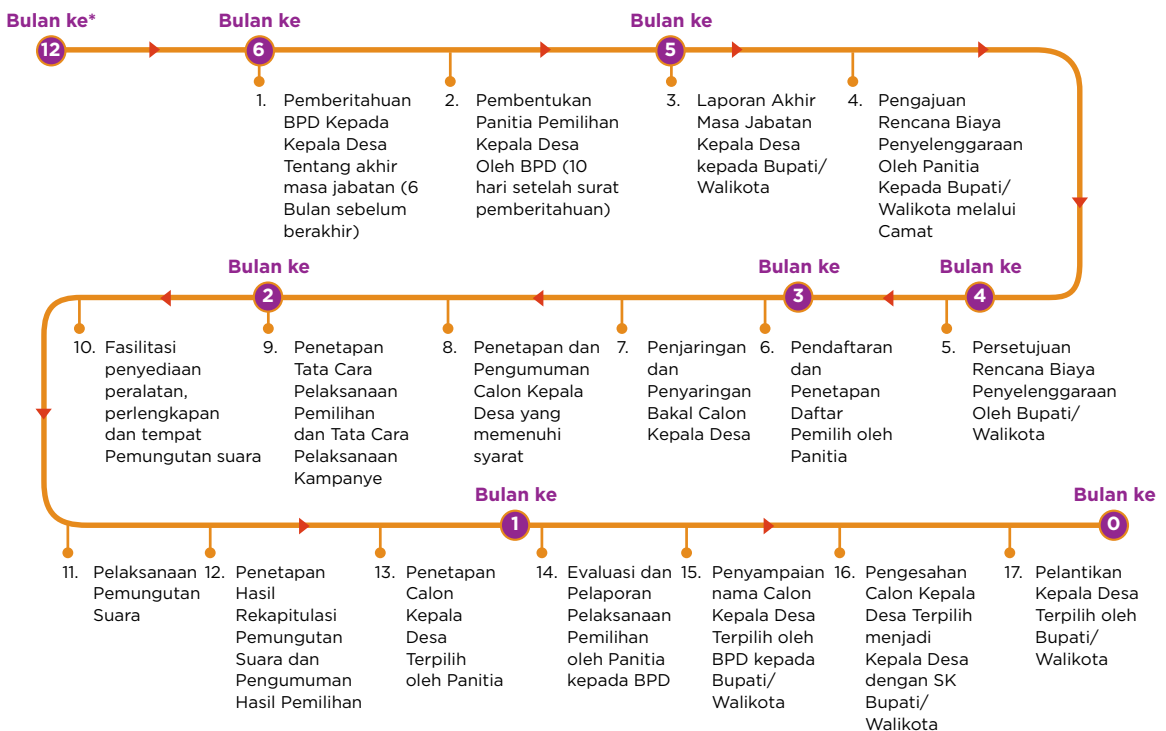 Bulan ke*
12
Bulan ke
6
Bulan ke
5
1. Pemberitahuan
BPD Kepada
Kepala Desa
Tentang akhir
masa jabatan (6
Bulan sebelum
berakhir)
2. Pembentukan
Panitia Pemilihan
Kepala Desa
Oleh BPD (10
hari setelah surat
pemberitahuan)
3. Laporan Akhir
Masa Jabatan
Kepala Desa
kepada Bupati/
Walikota
4. Pengajuan
Rencana Biaya
Penyelenggaraan
Oleh Panitia
Kepada Bupati/
Walikota melalui
Camat
Bulan ke
4
Bulan ke
3
Bulan ke
2
5. Persetujuan
Rencana Biaya
Penyelenggaraan
Oleh Bupati/
Walikota
6. Pendaftaran
dan
Penetapan
Daftar
Pemilih oleh
Panitia
7. Penjaringan
dan
Penyaringan
Bakal Calon
Kepala Desa
8. Penetapan dan
Pengumuman
Calon Kepala
Desa yang
memenuhi
syarat
9. Penetapan
Tata Cara
Pelaksanaan
Pemilihan
dan Tata Cara
Pelaksanaan
Kampanye
10. Fasilitasi
penyediaan
peralatan,
perlengkapan
dan tempat
Pemungutan suara
Bulan ke
1
Bulan ke
0
11. Pelaksanaan
Pemungutan
Suara
12. Penetapan
Hasil
Rekapitulasi
Pemungutan
Suara dan
Pengumuman
Hasil Pemilihan
13. Penetapan
Calon
Kepala
Desa
Terpilih
oleh Panitia
14. Evaluasi dan
Pelaporan
Pelaksanaan
Pemilihan
oleh Panitia
kepada BPD
15. Penyampaian
nama Calon
Kepala Desa
Terpilih oleh
BPD kepada
Bupati/
Walikota
16. Pengesahan
Calon Kepala
Desa Terpilih
menjadi
Kepala Desa
dengan SK
Bupati/
Walikota
17. Pelantikan
Kepala Desa
Terpilih oleh
Bupati/
Walikota